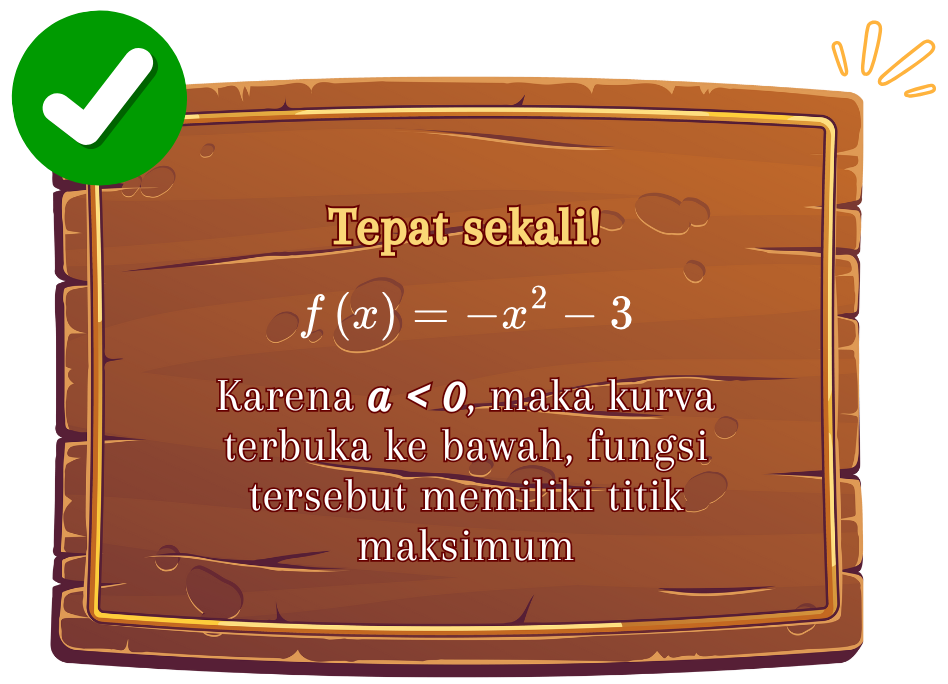 Tepat sekali!
f(x) = −x² − 3
Karena a < 0, maka kurva
terbuka ke bawah, fungsi
tersebut memiliki titik
maksimum